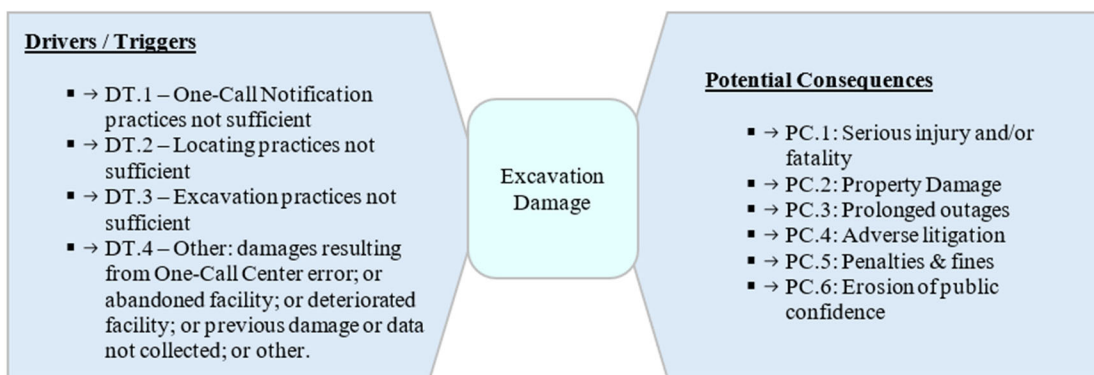 Drivers / Triggers
▪ → DT.1 – One-Call Notification
practices not sufficient
▪ → DT.2 – Locating practices not
sufficient
▪ → DT.3 – Excavation practices not
sufficient
▪ → DT.4 – Other: damages resulting
from One-Call Center error; or
abandoned facility; or deteriorated
facility; or previous damage or data
not collected; or other.
Excavation
Damage
Potential Consequences
▪ → PC.1: Serious injury and/or
fatality
▪ → PC.2: Property Damage
▪ → PC.3: Prolonged outages
▪ → PC.4: Adverse litigation
▪ → PC.5: Penalties & fines
▪ → PC.6: Erosion of public
confidence